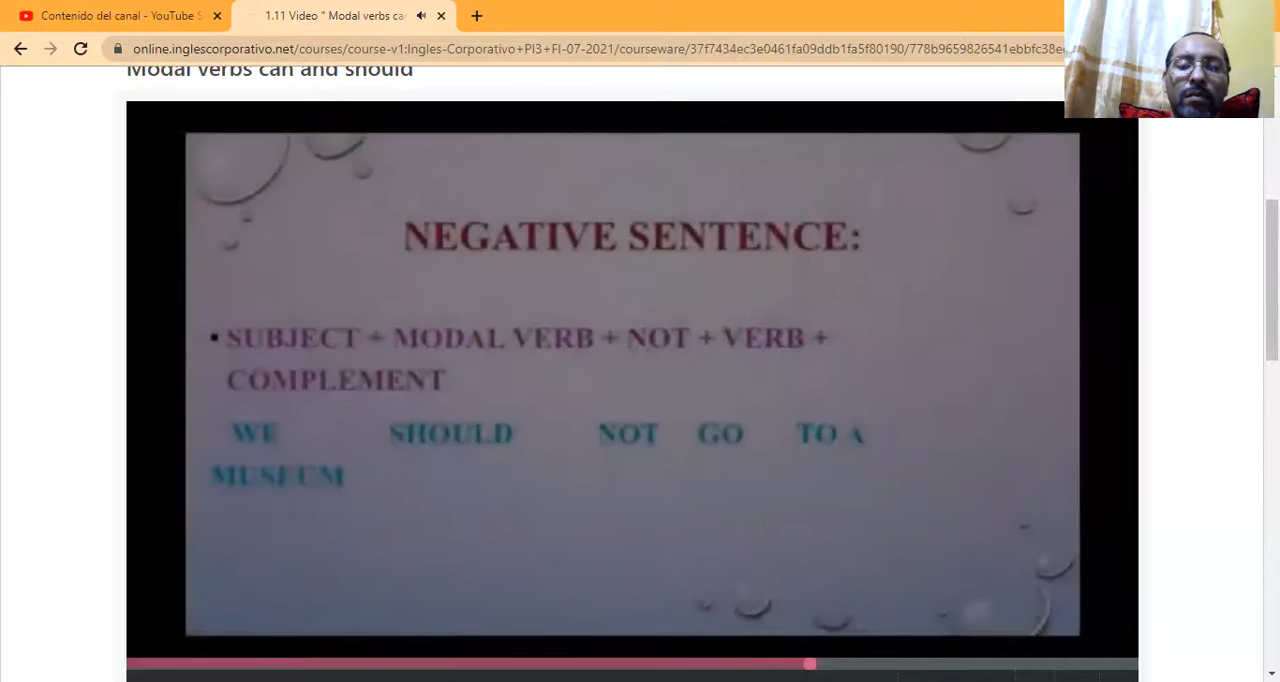 Contenido del canal - YouTube S
1.11 Video " Modal verbs ca
online.inglescorporativo.net/courses/course-v1:Ingles-Corporativo+PI3+FI-07-2021/courseware/37f7434ec3e0461fa09ddb1fa5f80190/778b9659826541ebbfc38e
Modal verbs can and should
NEGATIVE SENTENCE:
• SUBJECT + MODAL VERB + NOT + VERB +
COMPLEMENT
WE SHOULD NOT GO TO A
MUSEUM